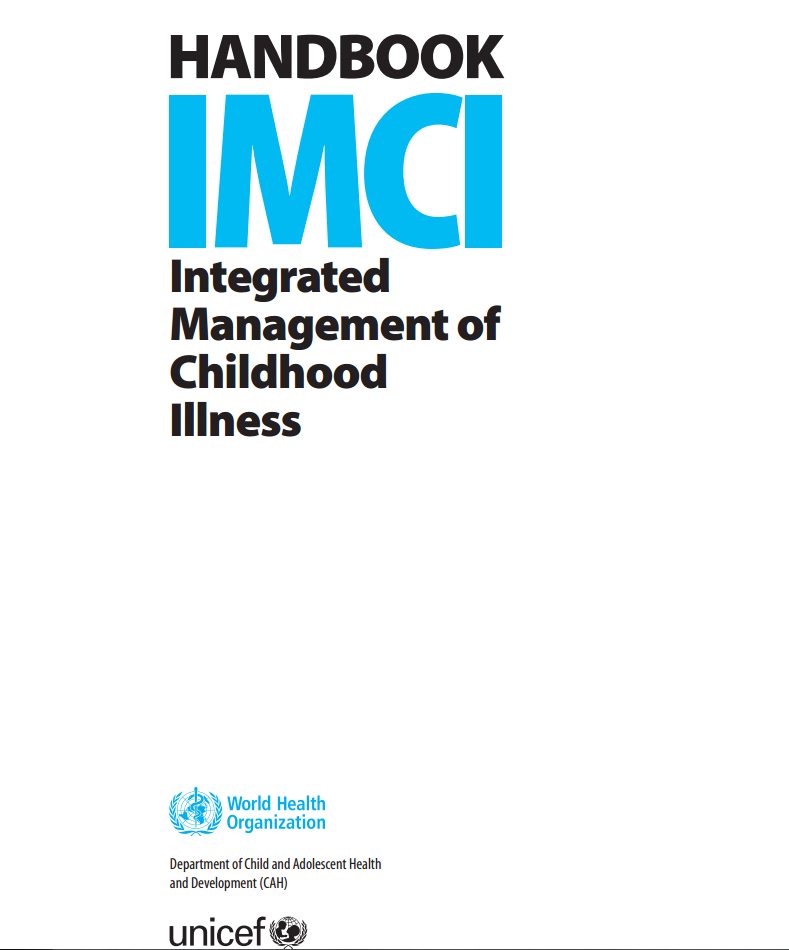 HANDBOOK
IMCI
Integrated
Management of
Childhood
Illness
World Health
Organization
Department of Child and Adolescent Health
and Development (CAH)
unicef